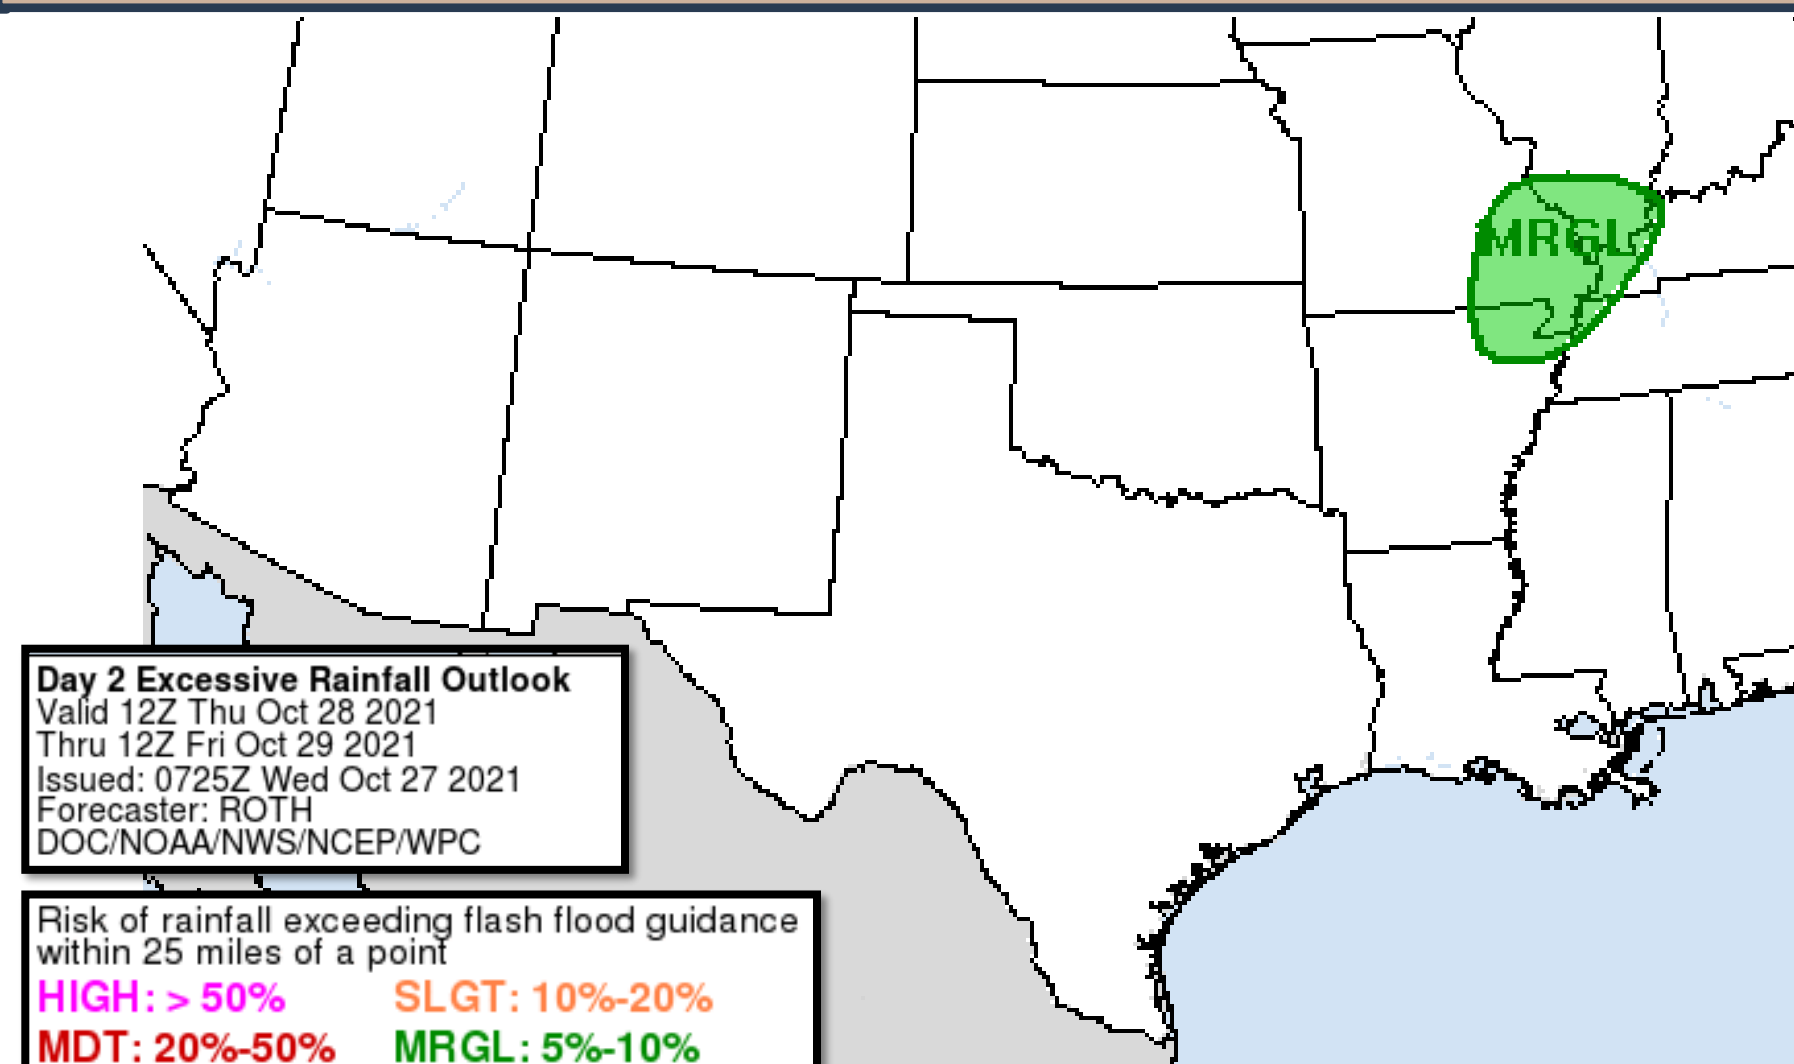 MRGL
Day 2 Excessive Rainfall Outlook
Valid 12Z Thu Oct 28 2021
Thru 12Z Fri Oct 29 2021
Issued: 0725Z Wed Oct 27 2021
Forecaster: ROTH
DOC/NOAA/NWS/NCEP/WPC
Risk of rainfall exceeding flash flood guidance
within 25 miles of a point
HIGH: > 50% SLGT: 10%-20%
MDT: 20%-50% MRGL: 5%-10%